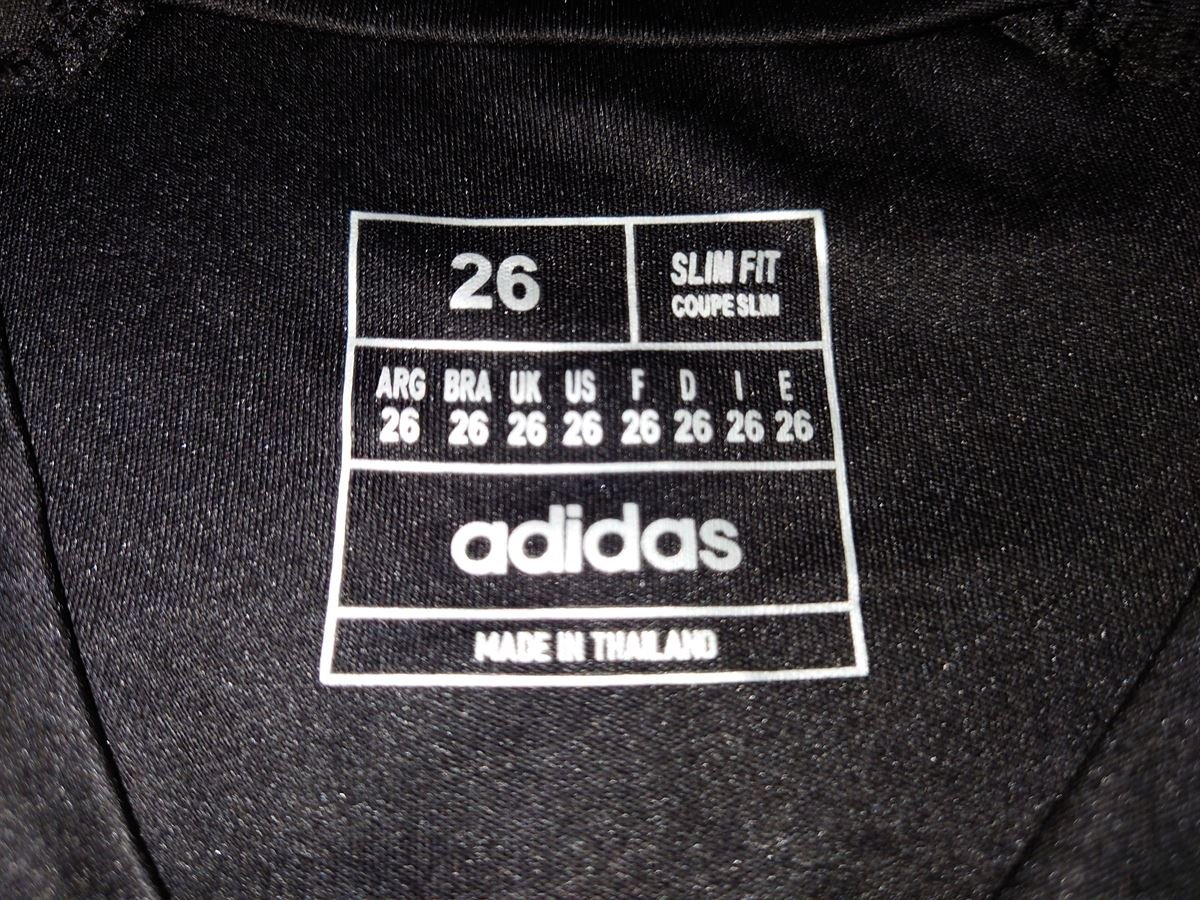 26
SLIM FIT
COUPE SLIM
ARG BRA UK US F D I E
26 26 26 26 26 26 26 26
adidas
MADE IN THAILAND